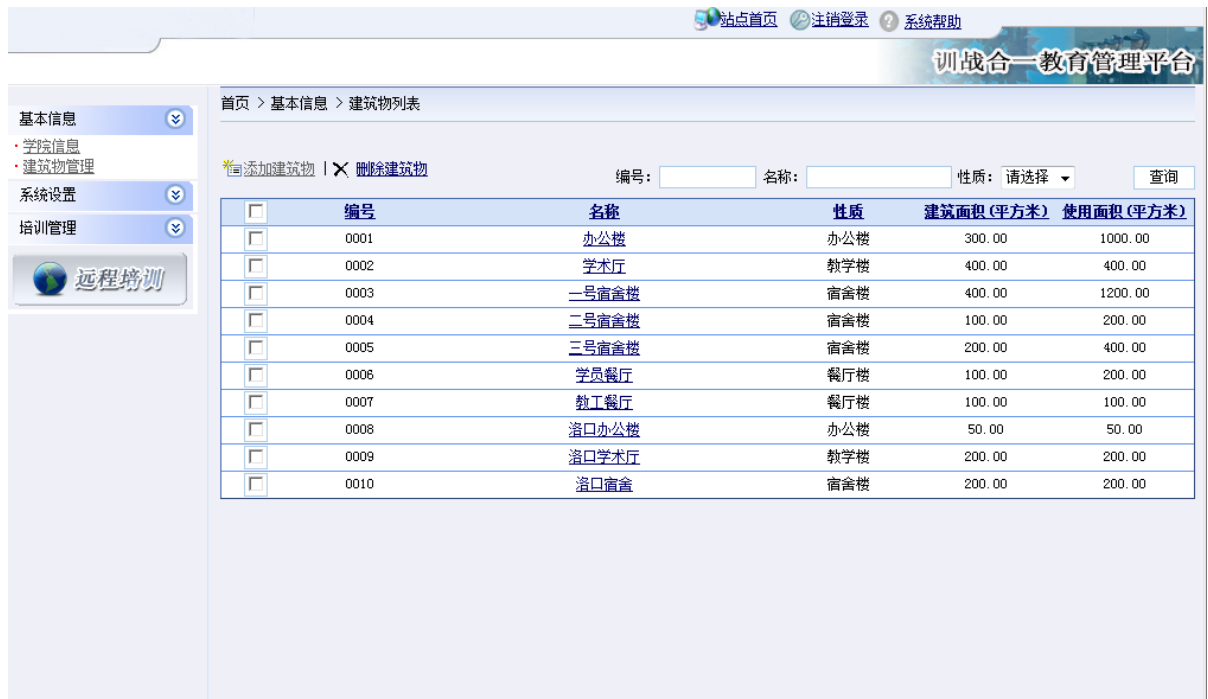 站点首页 注销登录 系统帮助
训战合一教育管理平台
首页 > 基本信息 > 建筑物列表
基本信息
·学院信息
·建筑物管理
系统设置
培训管理
远程培训
添加建筑物 | 删除建筑物 编号: 名称: 性质: 请选择 查询
编号 名称 性质 建筑面积(平方米) 使用面积(平方米)
0001 办公楼 办公楼 300.00 1000.00
0002 学术厅 教学楼 400.00 400.00
0003 一号宿舍楼 宿舍楼 400.00 1200.00
0004 二号宿舍楼 宿舍楼 100.00 200.00
0005 三号宿舍楼 宿舍楼 200.00 400.00
0006 学员餐厅 餐厅楼 100.00 200.00
0007 教工餐厅 餐厅楼 100.00 100.00
0008 洛口办公楼 办公楼 50.00 50.00
0009 洛口学术厅 教学楼 200.00 200.00
0010 洛口宿舍 宿舍楼 200.00 200.00